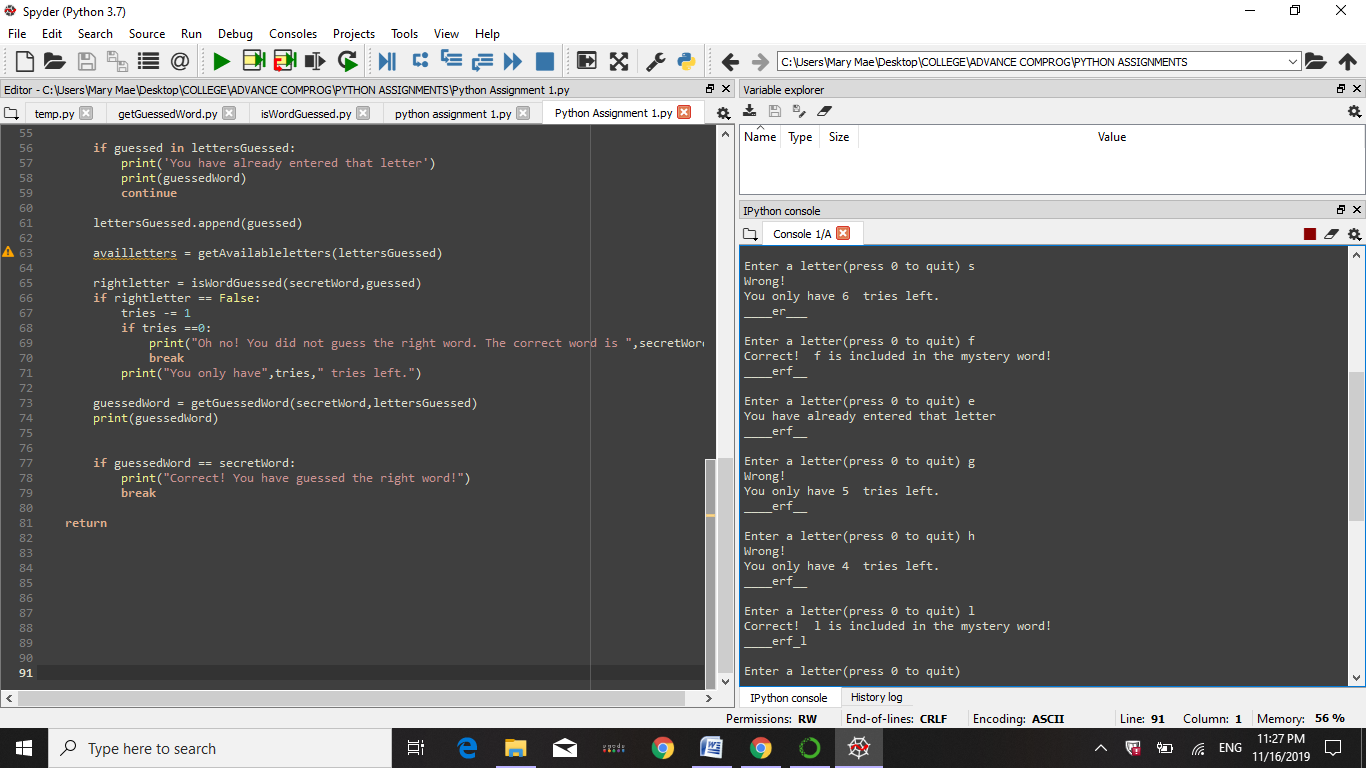 Spyder (Python 3.7)
File Edit Search Source Run Debug Consoles Projects Tools View Help
C:\Users\Mary Mae\Desktop\COLLEGE\ADVANCE COMPROG\PYTHON ASSIGNMENTS
Editor - C:\Users\Mary Mae\Desktop\COLLEGE\ADVANCE COMPROG\PYTHON ASSIGNMENTS\Python Assignment 1.py
temp.py getGuessedWord.py isWordGuessed.py python assignment 1.py Python Assignment 1.py
55
56 if guessed in lettersGuessed:
57 print('You have already entered that letter')
58 print(guessedWord)
59 continue
60
61 lettersGuessed.append(guessed)
62
63 availletters = getAvailableletters(lettersGuessed)
64
65 rightletter = isWordGuessed(secretWord,guessed)
66 if rightletter == False:
67 tries -= 1
68 if tries ==0:
69 print("Oh no! You did not guess the right word. The correct word is ",secretWor
70 break
71 print("You only have",tries," tries left.")
72
73 guessedWord = getGuessedWord(secretWord,lettersGuessed)
74 print(guessedWord)
75
76
77 if guessedWord == secretWord:
78 print("Correct! You have guessed the right word!")
79 break
80
81 return
82
83
84
85
86
87
88
89
90
91
Variable explorer
Name Type Size Value
IPython console
Console 1/A
Enter a letter(press 0 to quit) s
Wrong!
You only have 6  tries left.
____er___
Enter a letter(press 0 to quit) f
Correct!  f is included in the mystery word!
____erf__
Enter a letter(press 0 to quit) e
You have already entered that letter
____erf__
Enter a letter(press 0 to quit) g
Wrong!
You only have 5  tries left.
____erf__
Enter a letter(press 0 to quit) h
Wrong!
You only have 4  tries left.
____erf__
Enter a letter(press 0 to quit) l
Correct!  l is included in the mystery word!
____erf_l
Enter a letter(press 0 to quit)
IPython console History log
Permissions: RW End-of-lines: CRLF Encoding: ASCII Line: 91 Column: 1 Memory: 56 %
Type here to search
ENG
11:27 PM
11/16/2019